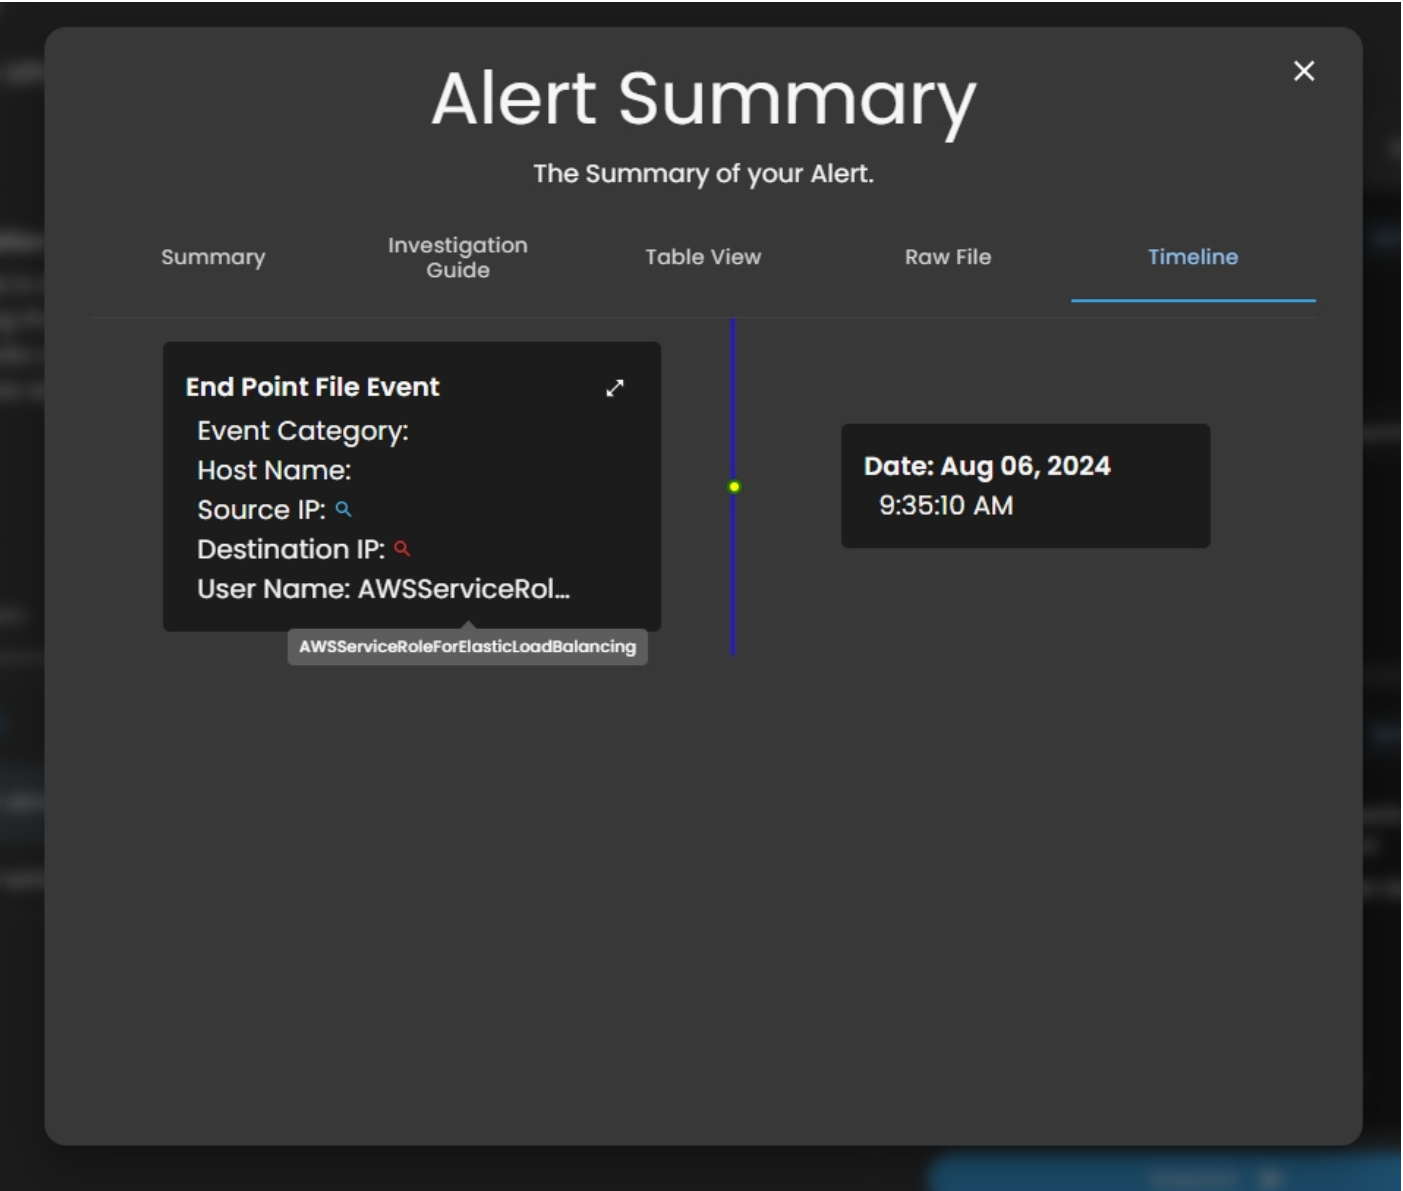 Alert Summary
The Summary of your Alert.
Summary
Investigation
Guide
Table View
Raw File
Timeline
End Point File Event
Event Category:
Host Name:
Source IP:
Destination IP:
User Name: AWSServiceRol...
AWSServiceRoleForElasticLoadBalancing
Date: Aug 06, 2024
9:35:10 AM